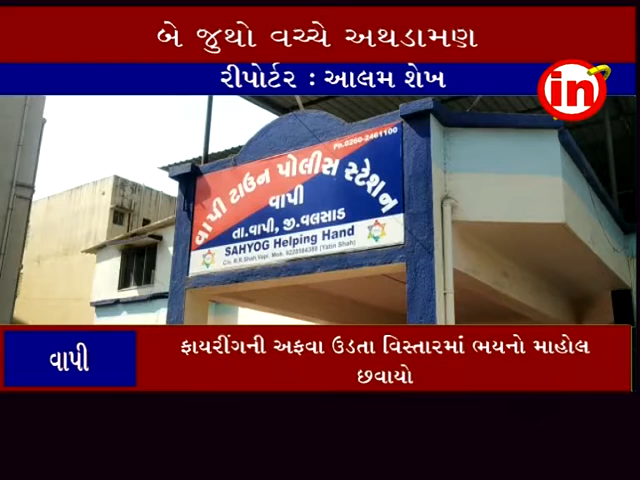 બે જુથો વચ્ચે અથડામણ
રીપોર્ટર : આલમ શેખ
in
Ph.0260-2461100
વાપી ટાઉન પોલીસ સ્ટેશન
વાપી
તા.વાપી, જી.વલસાડ
SAHYOG Helping Hand
વાપી
ફાયરીંગની અફવા ઉડતા વિસ્તારમાં ભયનો માહોલ
છવાયો